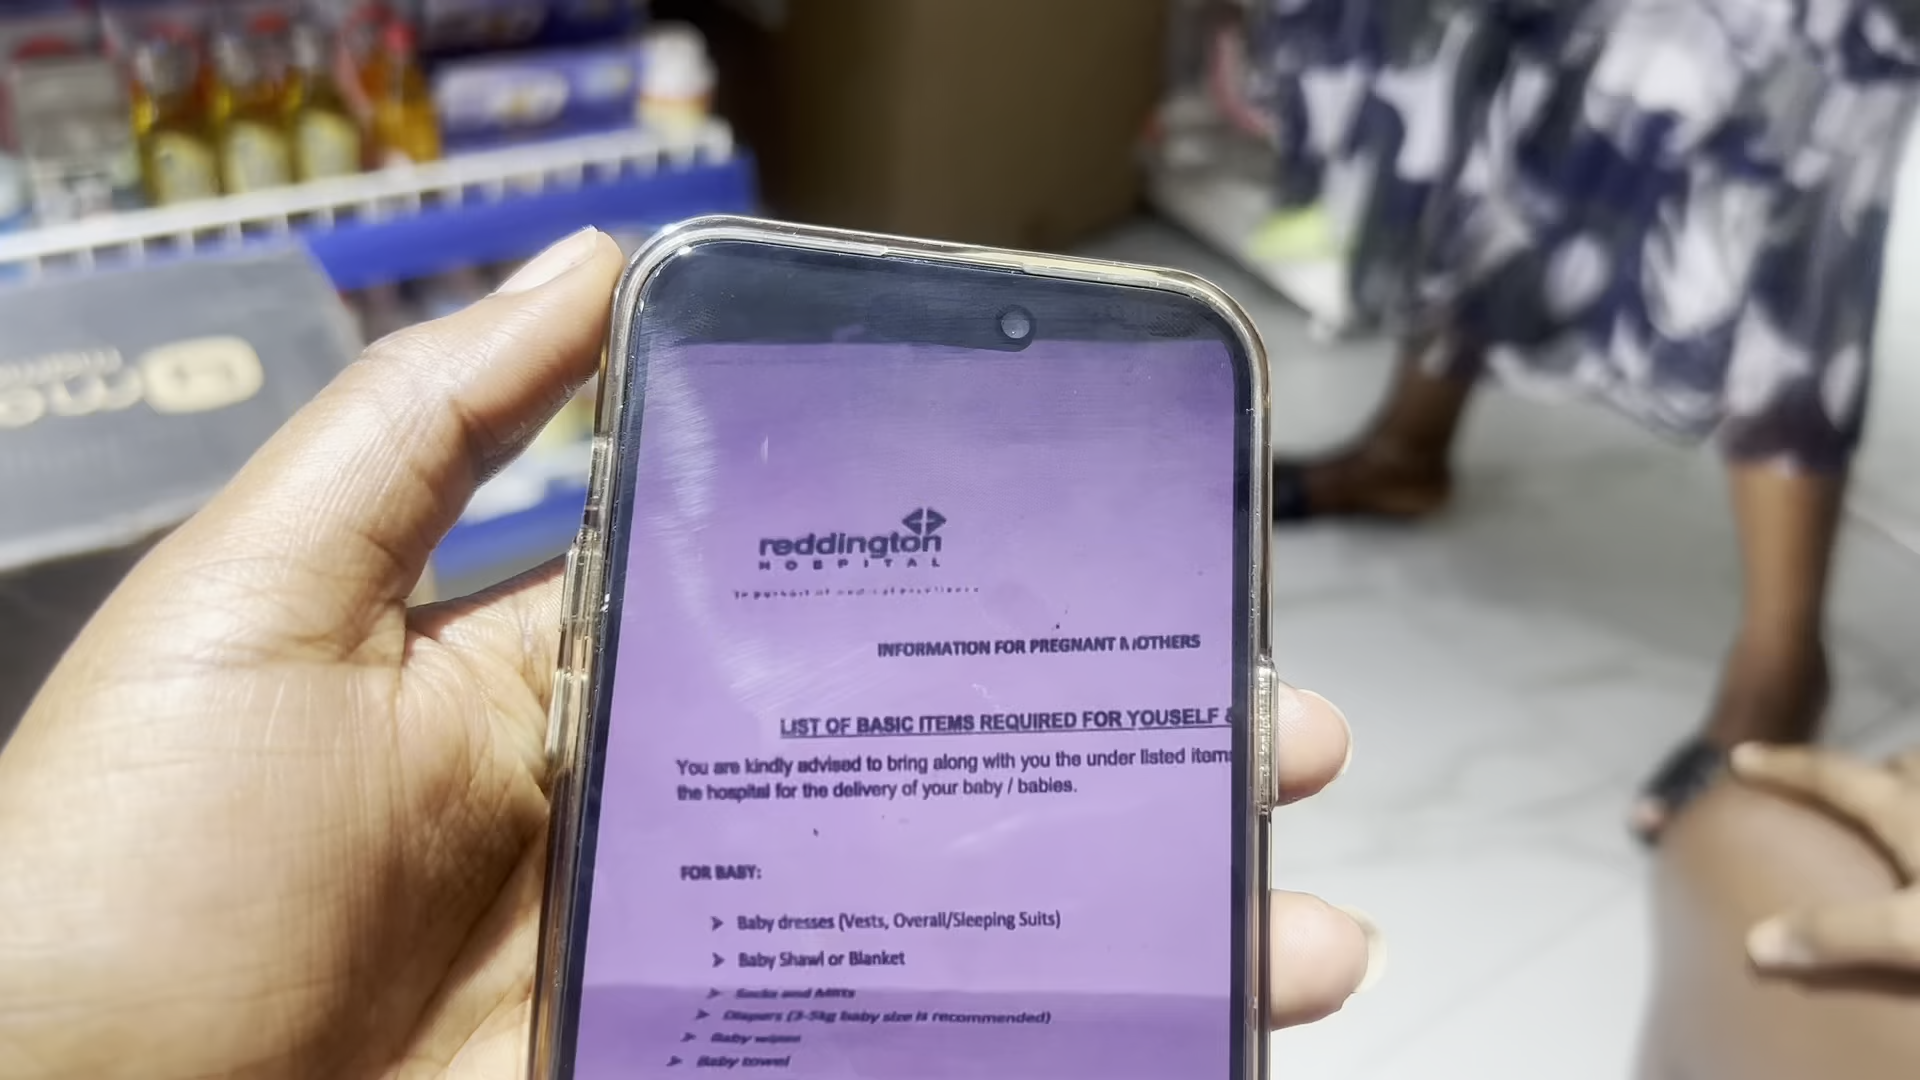 reddington
HOSPITAL
INFORMATION FOR PREGNANT MOTHERS
LIST OF BASIC ITEMS REQUIRED FOR YOUSELF &
You are kindly advised to bring along with you the under listed items
the hospital for the delivery of your baby / babies.
FOR BABY:
➤ Baby dresses (Vests, Overall/Sleeping Suits)
➤ Baby Shawl or Blanket
➤ Socks and Mitts
➤ Diapers (3-5kg baby size is recommended)
➤ Baby wipes
➤ Baby towel